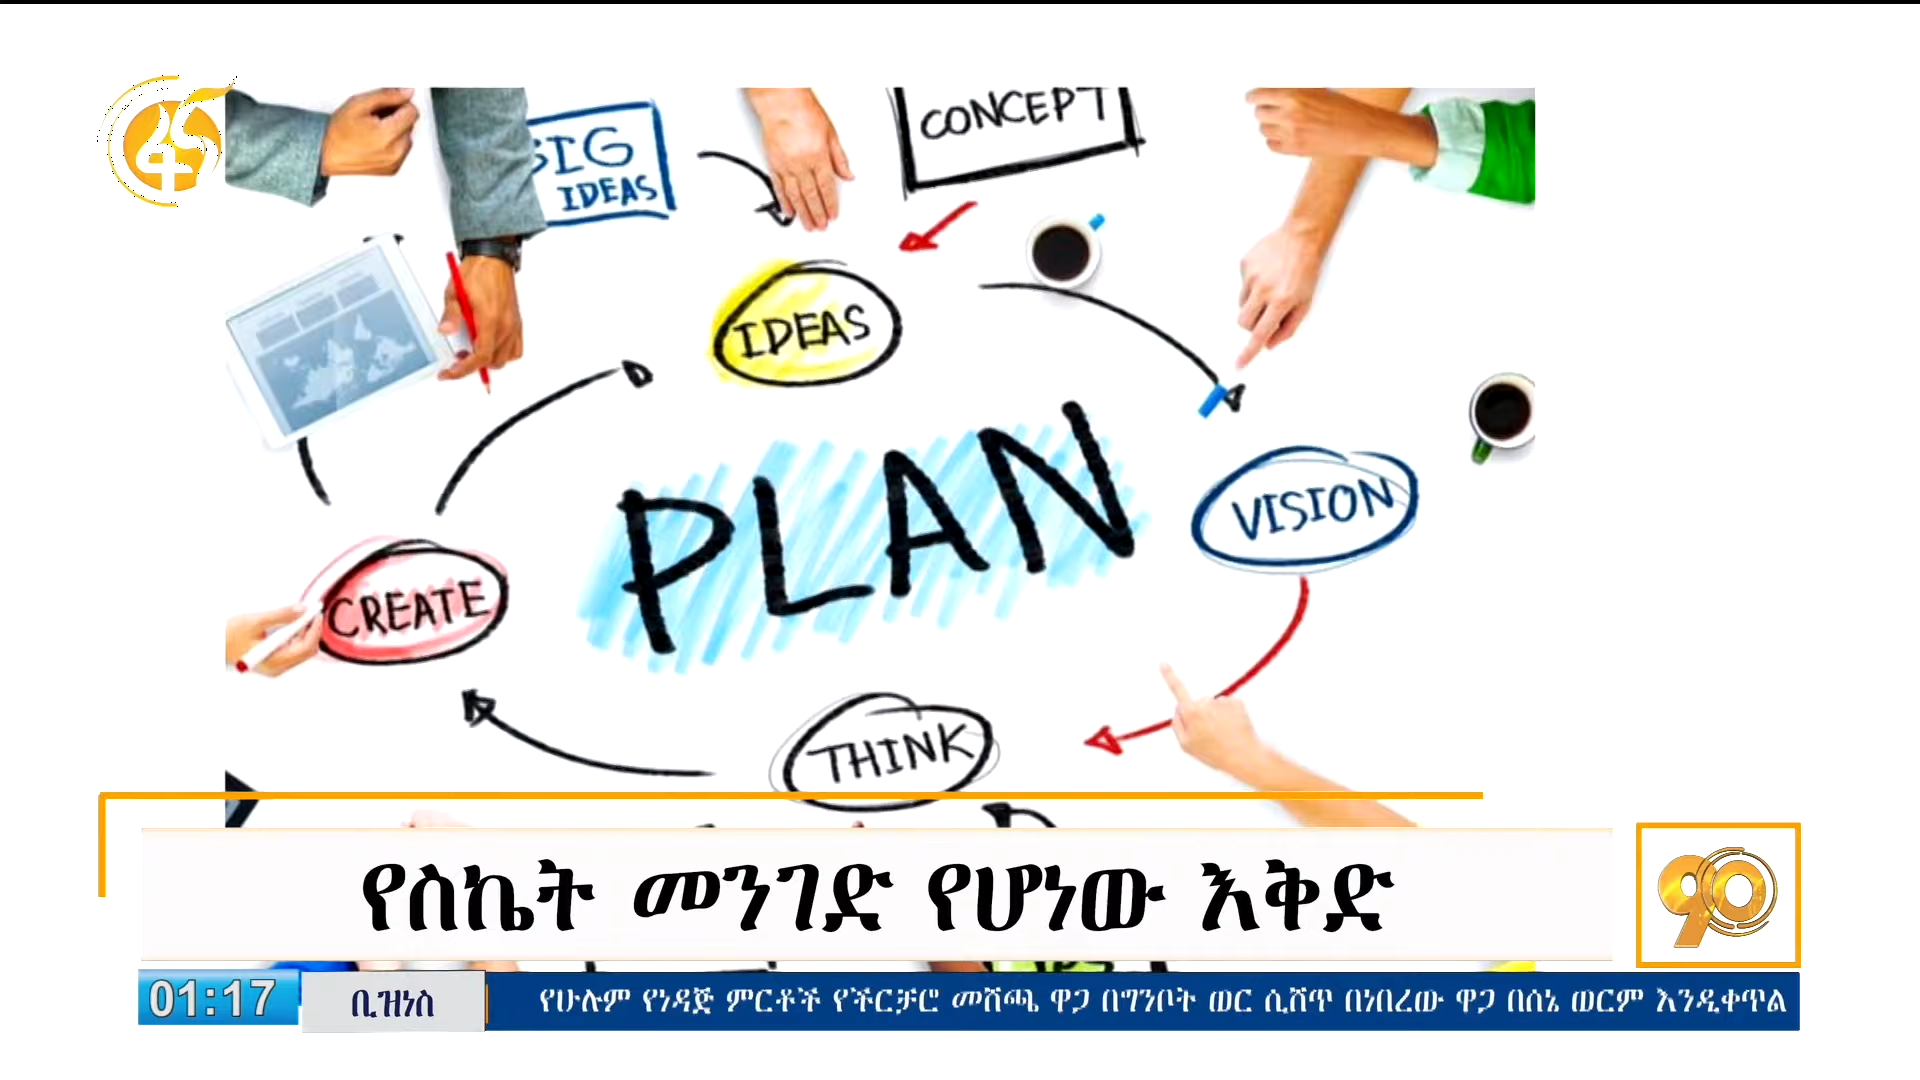 CONCEPT
BIG
IDEAS
IDEAS
PLAN
VISION
CREATE
THINK
የስኬት መንገድ የሆነው እቅድ
90
01:17
ቢዝነስ
የሁሉም የነዳጅ ምርቶች የችርቻሮ መሸጫ ዋጋ በግንቦት ወር ሲሸጥ በነበረው ዋጋ በሰኔ ወርም እንዲቀጥል